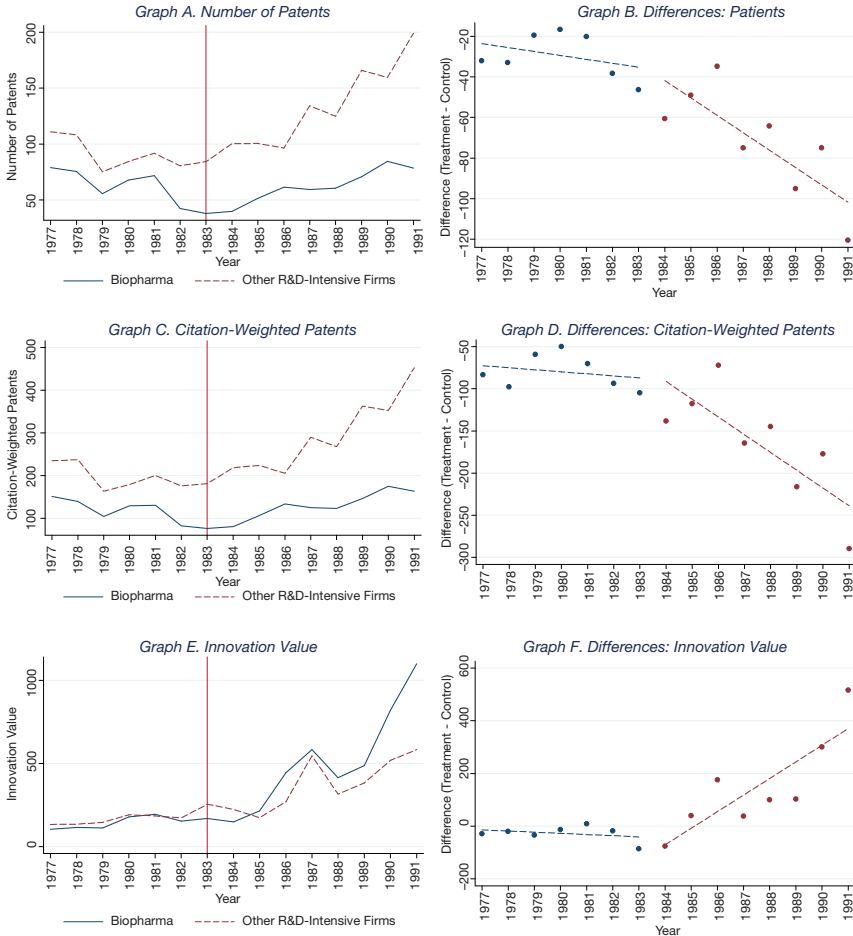 Graph A. Number of Patents
Number of Patents
200
150
100
50
1977 1978 1979 1980 1981 1982 1983 1984 1985 1986 1987 1988 1989 1990 1991
Year
Biopharma Other R&D-Intensive Firms
Graph B. Differences: Patients
Difference (Treatment - Control)
−20
−40
−60
−80
−100
−120
1977 1978 1979 1980 1981 1982 1983 1984 1985 1986 1987 1988 1989 1990 1991
Year
Graph C. Citation-Weighted Patents
Citation-Weighted Patents
500
400
300
200
100
1977 1978 1979 1980 1981 1982 1983 1984 1985 1986 1987 1988 1989 1990 1991
Year
Biopharma Other R&D-Intensive Firms
Graph D. Differences: Citation-Weighted Patents
Difference (Treatment - Control)
−50
−100
−150
−200
−250
−300
1977 1978 1979 1980 1981 1982 1983 1984 1985 1986 1987 1988 1989 1990 1991
Year
Graph E. Innovation Value
Innovation Value
1000
500
0
1977 1978 1979 1980 1981 1982 1983 1984 1985 1986 1987 1988 1989 1990 1991
Year
Biopharma Other R&D-Intensive Firms
Graph F. Differences: Innovation Value
Difference (Treatment - Control)
600
400
200
0
−200
1977 1978 1979 1980 1981 1982 1983 1984 1985 1986 1987 1988 1989 1990 1991
Year